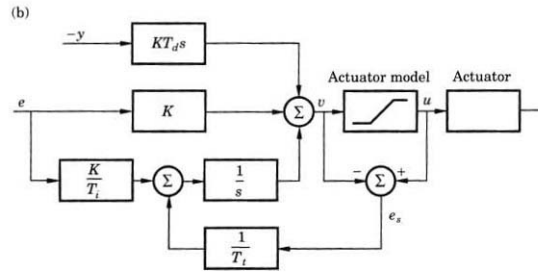 (b)
−y
KT_d s
Actuator model
Actuator
e
K
Σ
v
u
K
T_i
Σ
1
s
−
Σ
+
e_s
1
T_t